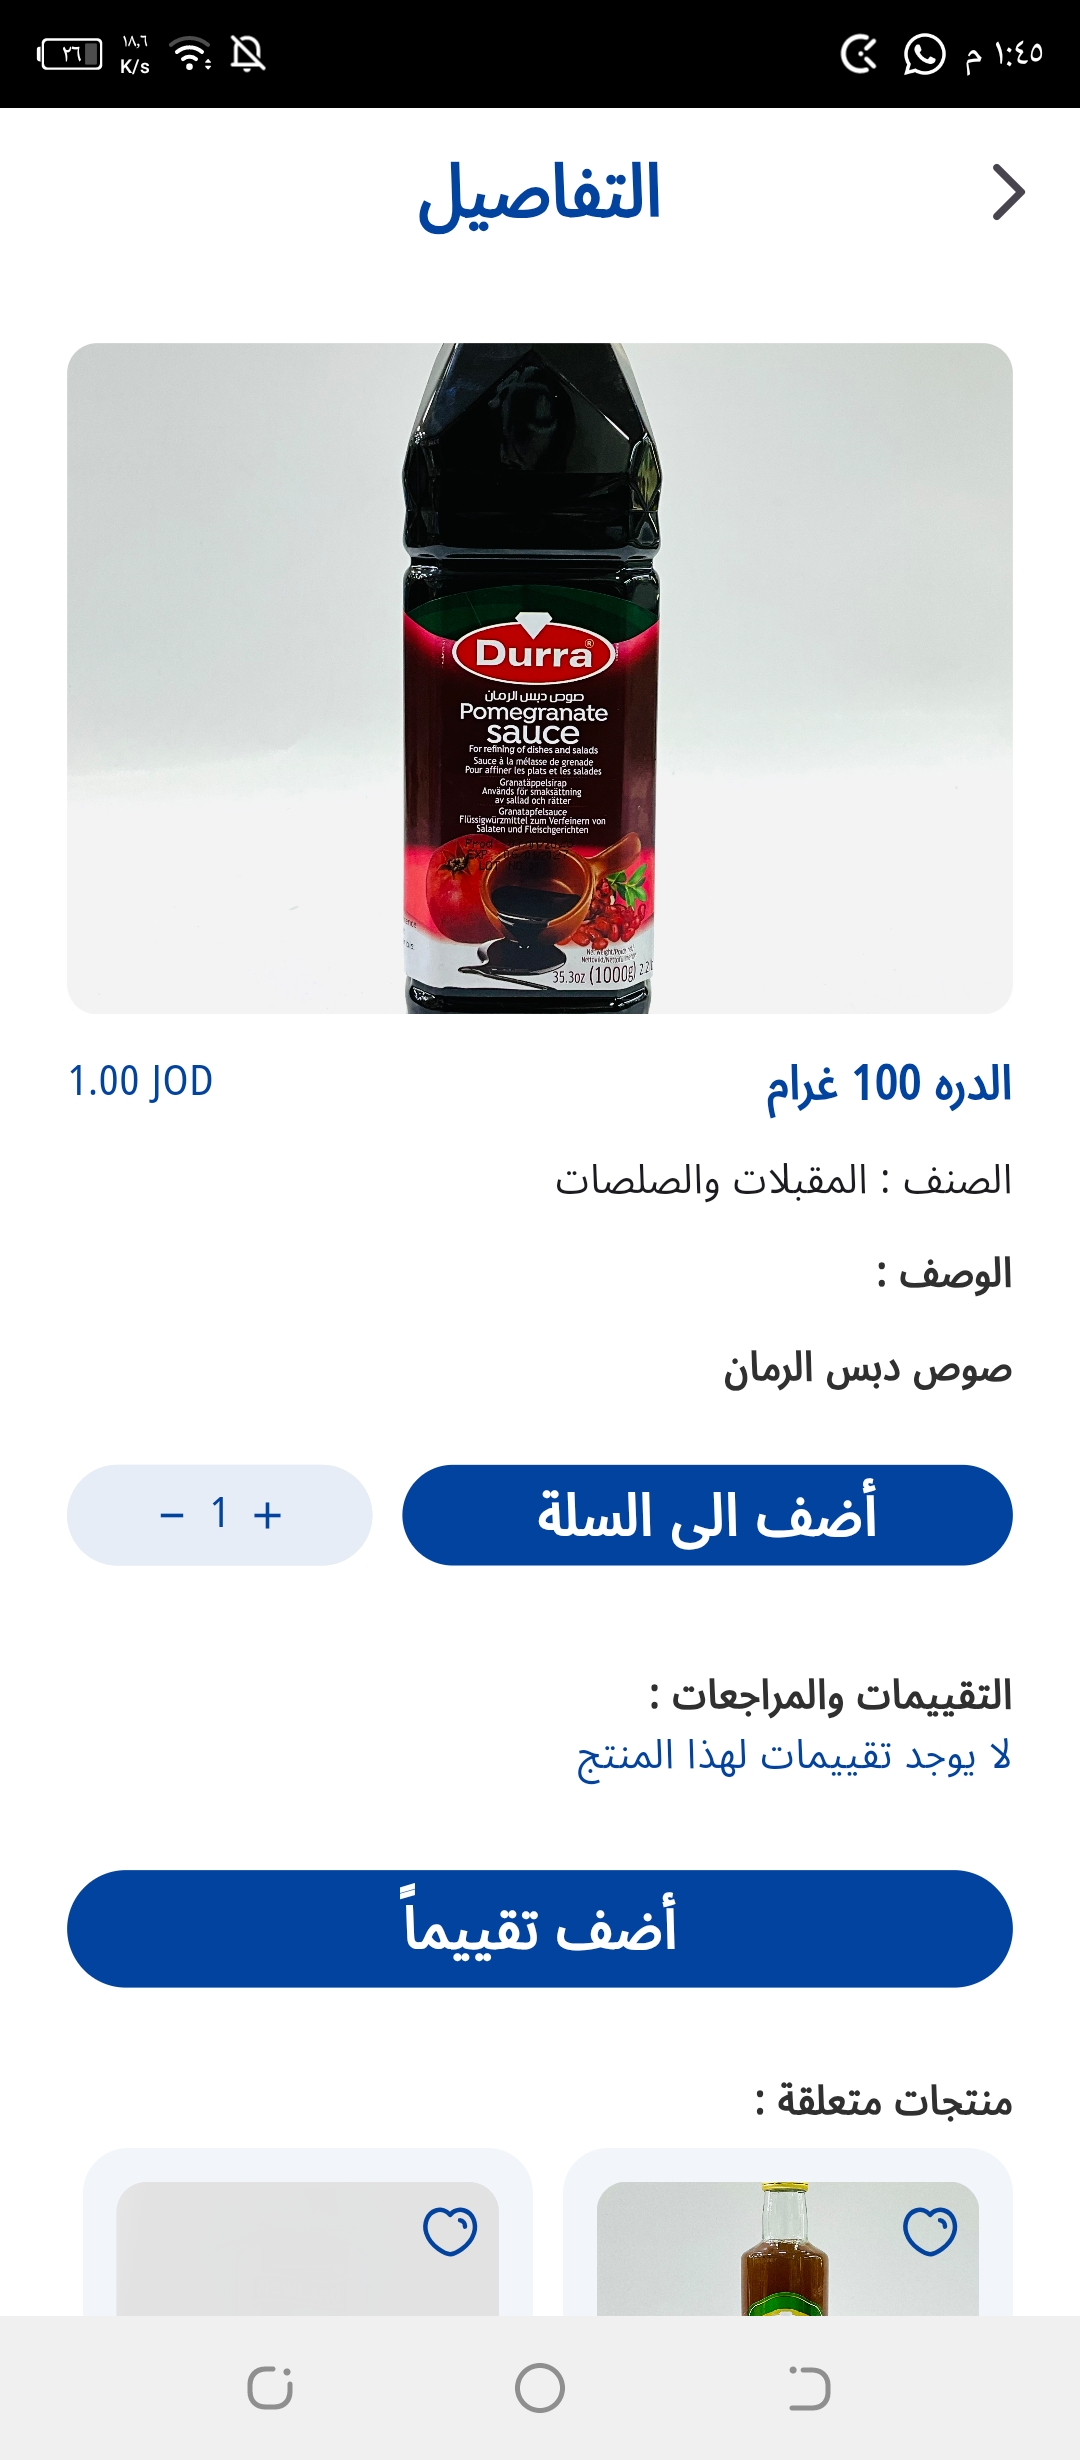 ١:٤٥ م
١٨,٦
K/s
٢٦
التفاصيل
Durra®
صوص دبس الرمان
Pomegranate
sauce
For refining of dishes and salads
Sauce à la mélasse de grenade
Pour affiner les plats et les salades
Granatäppelsirap
Används för smaksättning
av sallad och rätter
Granatapfelsauce
Flüssigwürzmittel zum Verfeinern von
Salaten und Fleischgerichten
35.3oz (1000g)
الدره 100 غرام
1.00 JOD
الصنف : المقبلات والصلصات
الوصف :
صوص دبس الرمان
أضف الى السلة
+ 1 −
التقييمات والمراجعات :
لا يوجد تقييمات لهذا المنتج
أضف تقييماً
منتجات متعلقة :